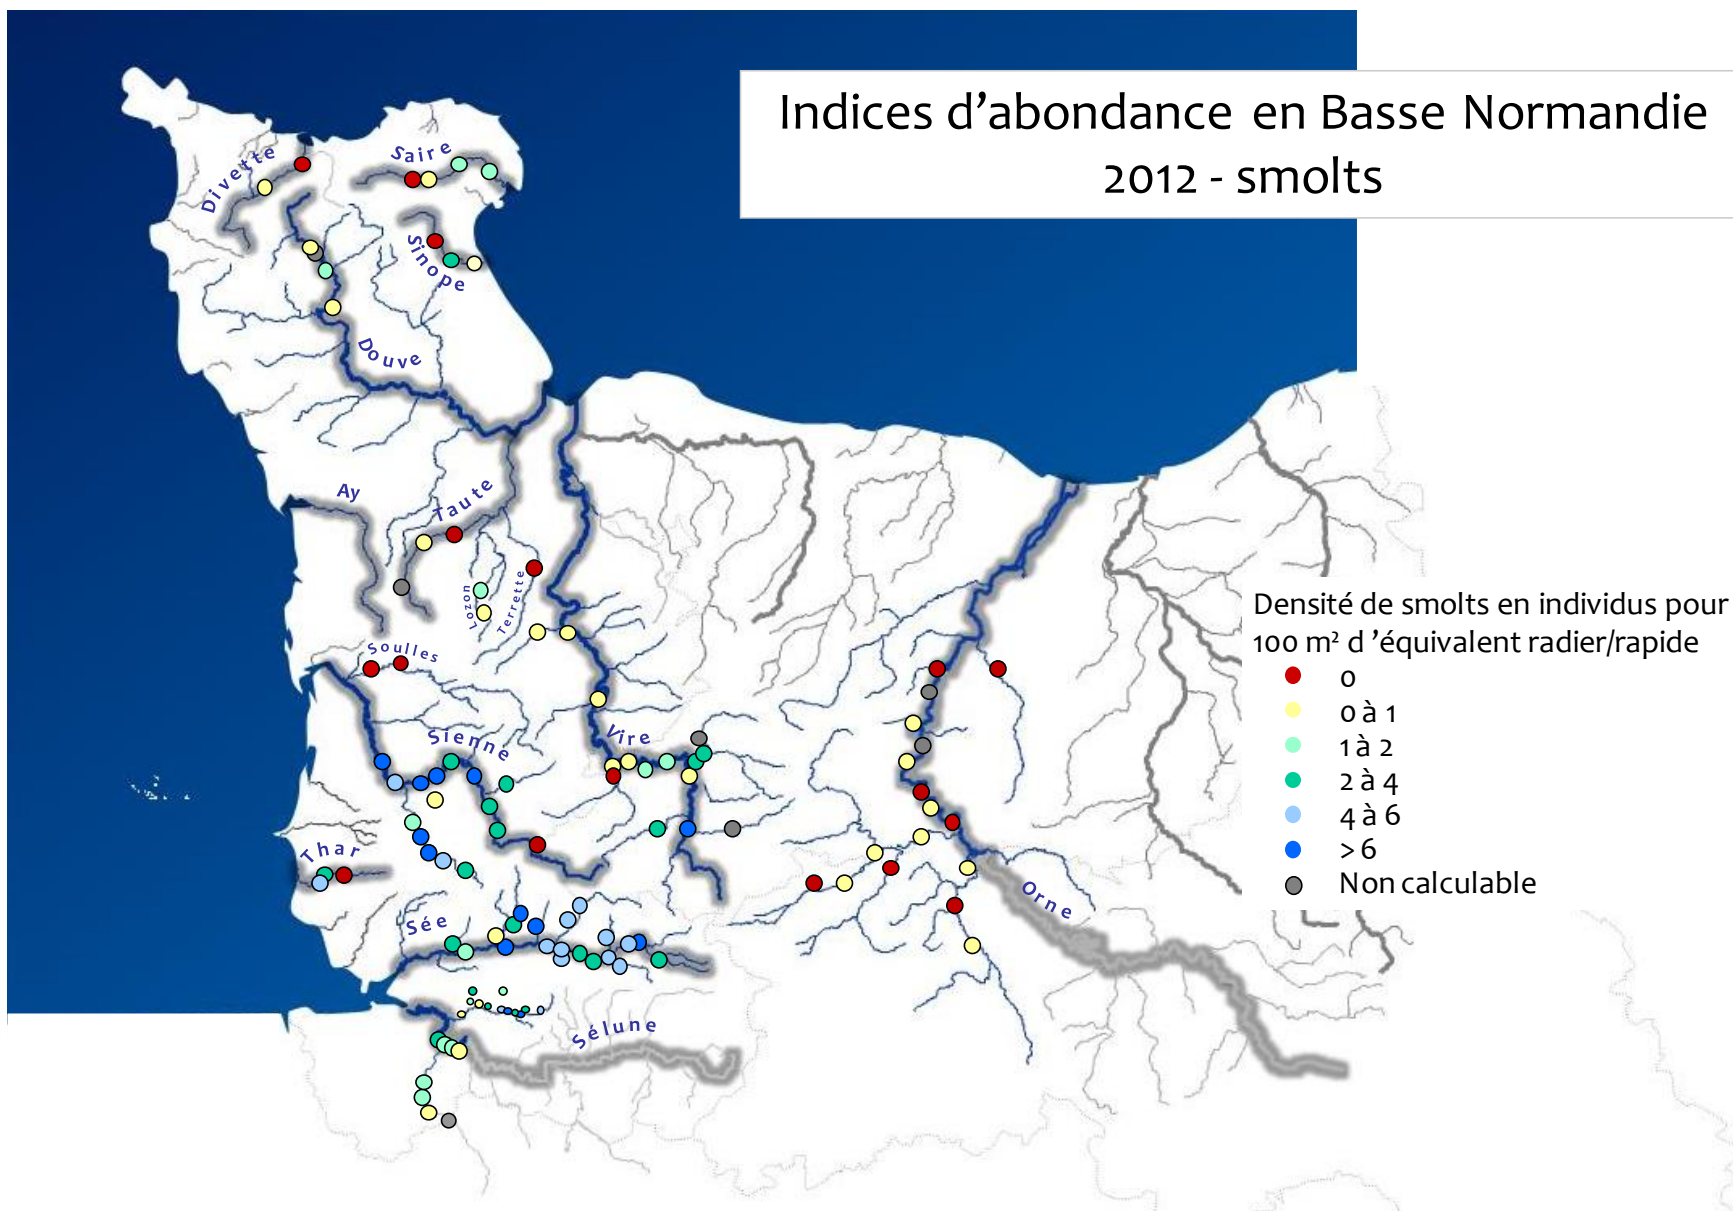 Indices d’abondance en Basse Normandie
2012 - smolts
Divette
Saire
Sinope
Douve
Ay
Taute
Lozon
Terrette
Soulles
Sienne
Vire
Thar
Sée
Orne
Sélune
Densité de smolts en individus pour
100 m² d ’équivalent radier/rapide
0
0 à 1
1 à 2
2 à 4
4 à 6
> 6
Non calculable